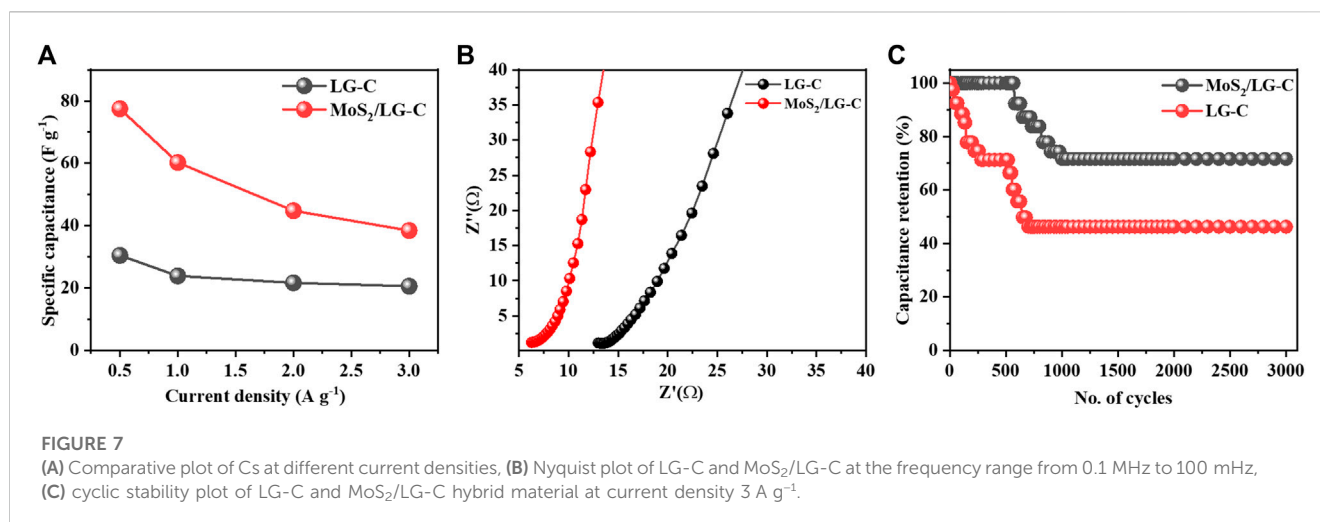 A
LG-C
MoS₂/LG-C
Specific capacitance (F g⁻¹)
80
60
40
20
0
0.5 1.0 1.5 2.0 2.5 3.0
Current density (A g⁻¹)
B
LG-C
MoS₂/LG-C
Z''(Ω)
40
35
30
25
20
15
10
5
5 10 15 20 25 30 35 40
Z'(Ω)
C
MoS₂/LG-C
LG-C
Capacitance retention (%)
100
80
60
40
20
0
0 500 1000 1500 2000 2500 3000
No. of cycles
FIGURE 7
(A) Comparative plot of Cs at different current densities, (B) Nyquist plot of LG-C and MoS₂/LG-C at the frequency range from 0.1 MHz to 100 mHz,
(C) cyclic stability plot of LG-C and MoS₂/LG-C hybrid material at current density 3 A g⁻¹.